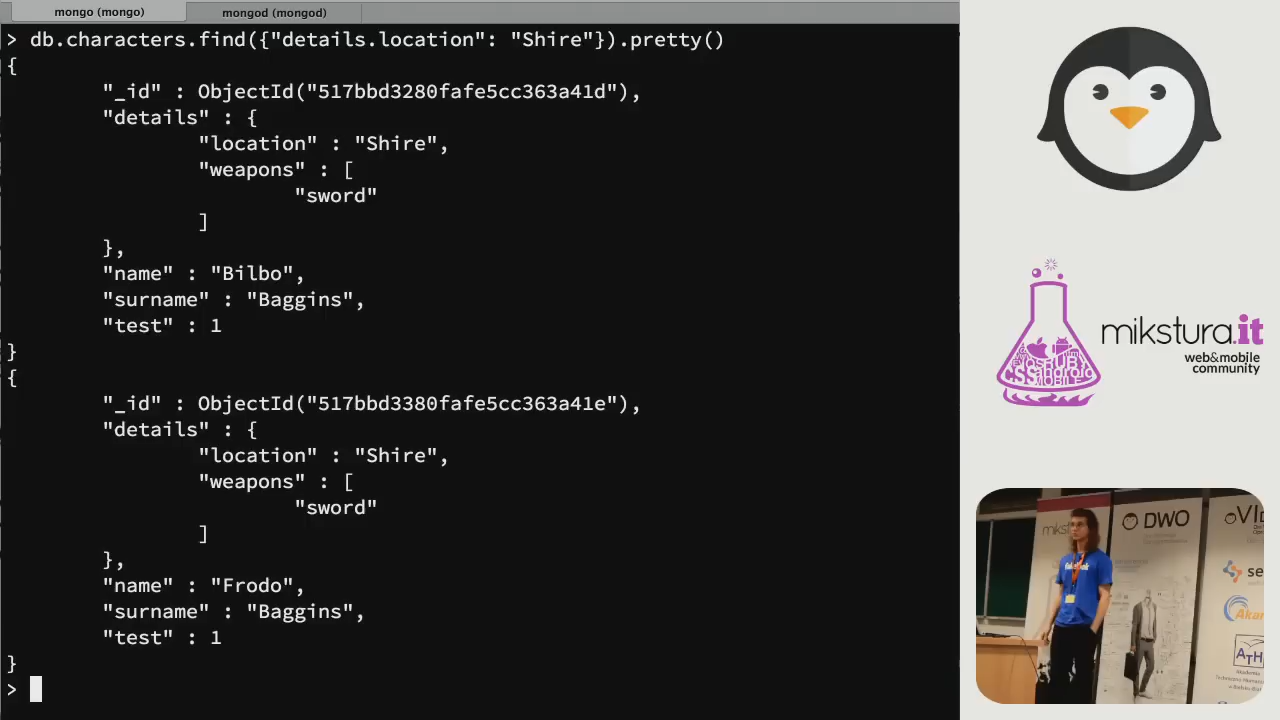 mongo (mongo)
mongod (mongod)
> db.characters.find({"details.location": "Shire"}).pretty()
{
"_id" : ObjectId("517bbd3280fafe5cc363a41d"),
"details" : {
"location" : "Shire",
"weapons" : [
"sword"
]
},
"name" : "Bilbo",
"surname" : "Baggins",
"test" : 1
}
{
"_id" : ObjectId("517bbd3380fafe5cc363a41e"),
"details" : {
"location" : "Shire",
"weapons" : [
"sword"
]
},
"name" : "Frodo",
"surname" : "Baggins",
"test" : 1
}
>
mikstura.it
web&mobile
community
DWO